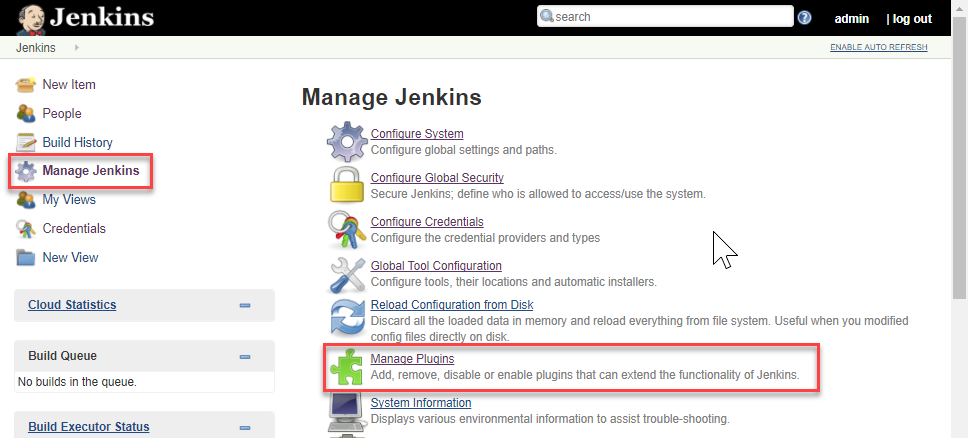 Jenkins
search
admin
| log out
Jenkins
ENABLE AUTO REFRESH
New Item
People
Build History
Manage Jenkins
My Views
Credentials
New View
Cloud Statistics
Build Queue
No builds in the queue.
Build Executor Status
Manage Jenkins
Configure System
Configure global settings and paths.
Configure Global Security
Secure Jenkins; define who is allowed to access/use the system.
Configure Credentials
Configure the credential providers and types
Global Tool Configuration
Configure tools, their locations and automatic installers.
Reload Configuration from Disk
Discard all the loaded data in memory and reload everything from file system. Useful when you modified
config files directly on disk.
Manage Plugins
Add, remove, disable or enable plugins that can extend the functionality of Jenkins.
System Information
Displays various environmental information to assist trouble-shooting.